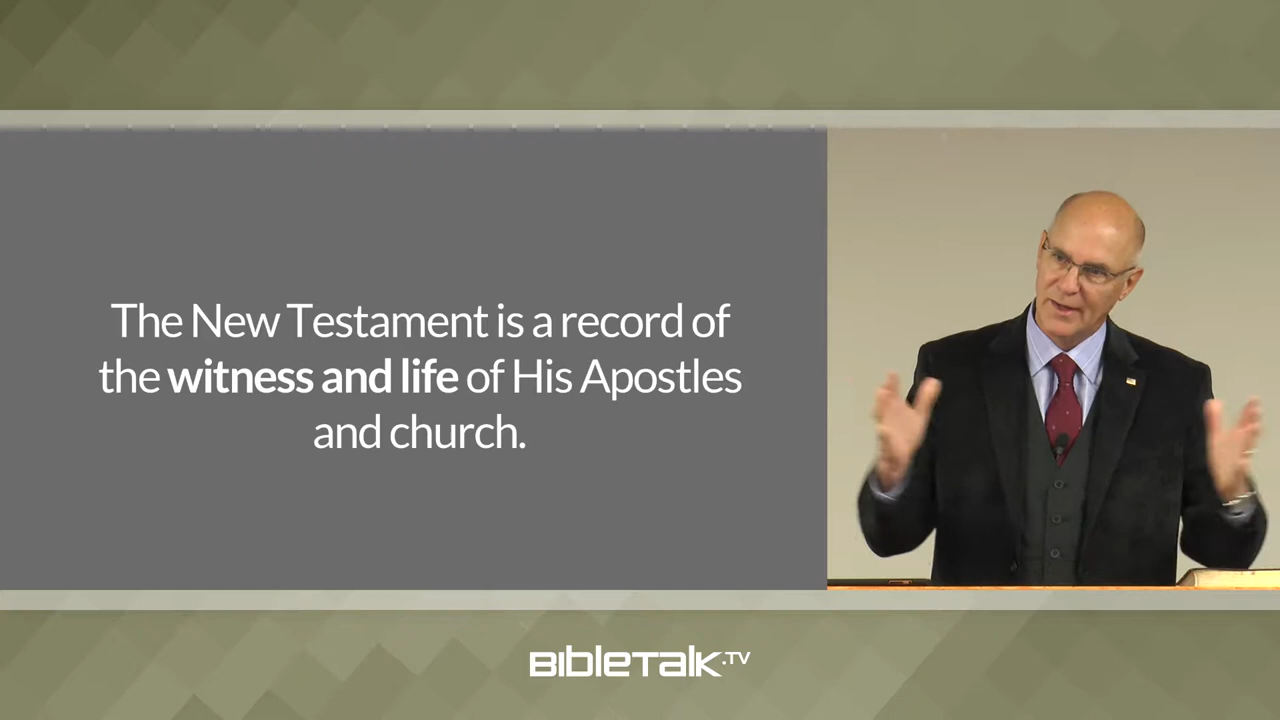 The New Testament is a record of
the witness and life of His Apostles
and church.
BibleTalk.TV